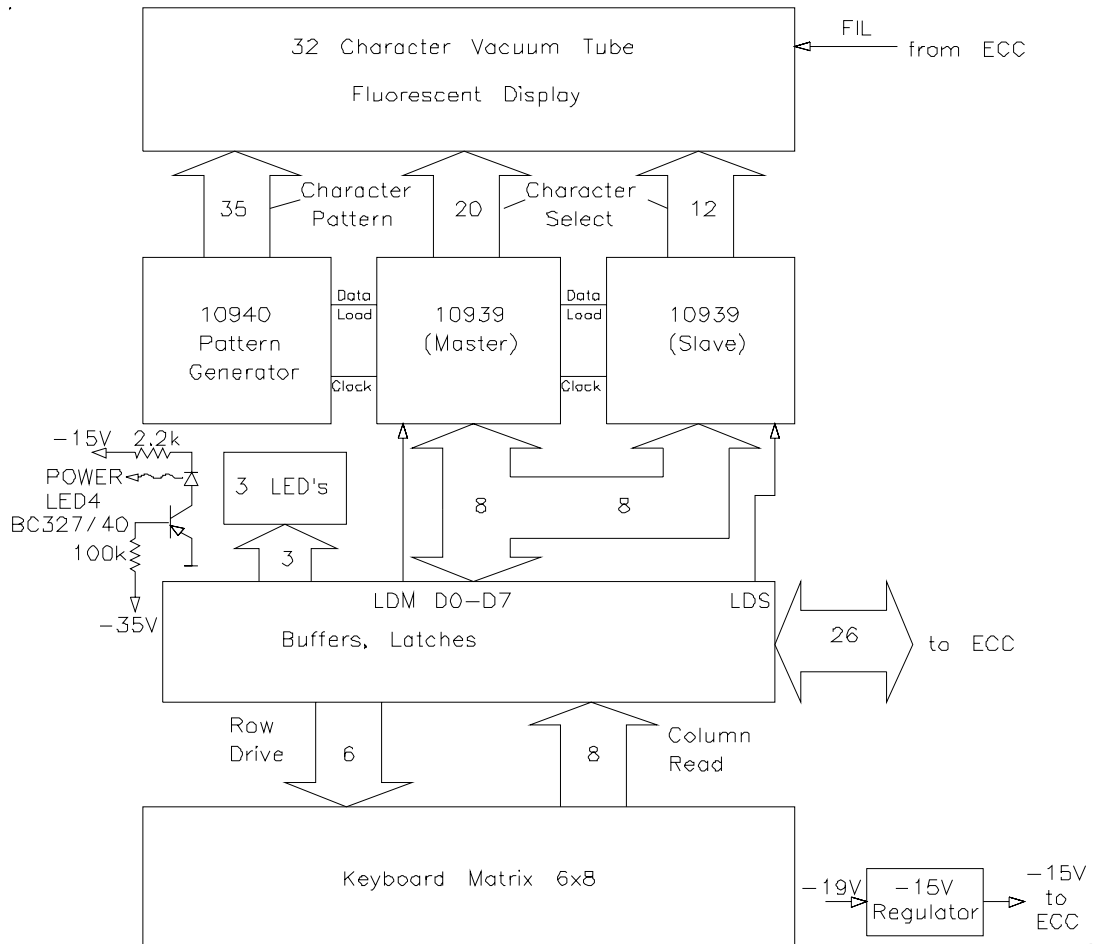 32 Character Vacuum Tube
Fluorescent Display
FIL
from ECC
35
Character
Pattern
20
Character
Select
12
10940
Pattern
Generator
Data
Load
Clock
10939
(Master)
Data
Load
Clock
10939
(Slave)
-15V
2.2k
POWER
LED4
BC327/40
100k
-35V
3 LED's
3
8
8
LDM D0-D7
LDS
Buffers, Latches
26
to ECC
Row
Drive
6
8
Column
Read
Keyboard Matrix 6x8
-19V
-15V
Regulator
-15V
to
ECC